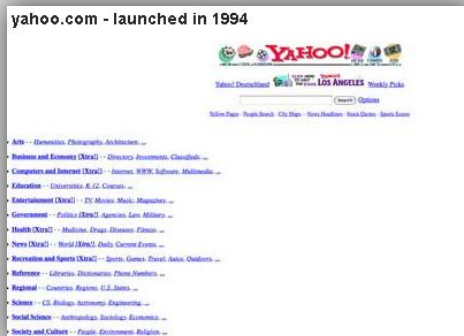 yahoo.com - launched in 1994
YAHOO!
Yahoo! Deutschland LOS ANGELES Weekly Picks
Search Options
Yellow Pages - People Search - City Maps - News Headlines - Stock Quotes - Sports Scores
Arts - - Humanities, Photography, Architecture, ...
Business and Economy [Xtra!] - - Directory, Investments, Classifieds, ...
Computers and Internet [Xtra!] - - Internet, WWW, Software, Multimedia, ...
Education - - Universities, K-12, Courses, ...
Entertainment [Xtra!] - - TV, Movies, Music, Magazines, ...
Government - - Politics [Xtra!], Agencies, Law, Military, ...
Health [Xtra!] - - Medicine, Drugs, Diseases, Fitness, ...
News [Xtra!] - - World [Xtra!], Daily, Current Events, ...
Recreation and Sports [Xtra!] - - Sports, Games, Travel, Autos, Outdoors, ...
Reference - - Libraries, Dictionaries, Phone Numbers, ...
Regional - - Countries, Regions, U.S. States, ...
Science - - CS, Biology, Astronomy, Engineering, ...
Social Science - - Anthropology, Sociology, Economics, ...
Society and Culture - - People, Environment, Religion, ...